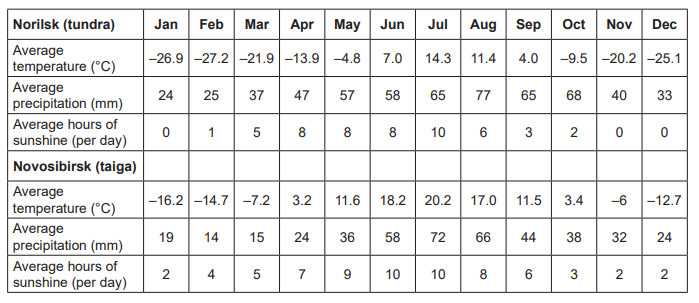 Norilsk (tundra) Jan Feb Mar Apr May Jun Jul Aug Sep Oct Nov Dec
Average temperature (°C) –26.9 –27.2 –21.9 –13.9 –4.8 7.0 14.3 11.4 4.0 –9.5 –20.2 –25.1
Average precipitation (mm) 24 25 37 47 57 58 65 77 65 68 40 33
Average hours of sunshine (per day) 0 1 5 8 8 8 10 6 3 2 0 0
Novosibirsk (taiga)
Average temperature (°C) –16.2 –14.7 –7.2 3.2 11.6 18.2 20.2 17.0 11.5 3.4 –6 –12.7
Average precipitation (mm) 19 14 15 24 36 58 72 66 44 38 32 24
Average hours of sunshine (per day) 2 4 5 7 9 10 10 8 6 3 2 2